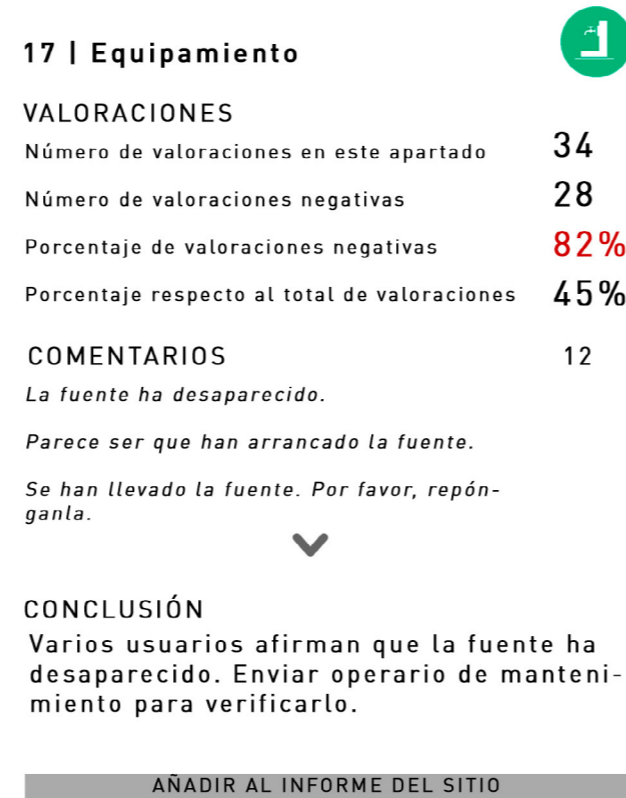 17 | Equipamiento
VALORACIONES
Número de valoraciones en este apartado 34
Número de valoraciones negativas 28
Porcentaje de valoraciones negativas 82%
Porcentaje respecto al total de valoraciones 45%
COMENTARIOS 12
La fuente ha desaparecido.
Parece ser que han arrancado la fuente.
Se han llevado la fuente. Por favor, repón-
ganla.
CONCLUSIÓN
Varios usuarios afirman que la fuente ha
desaparecido. Enviar operario de manteni-
miento para verificarlo.
AÑADIR AL INFORME DEL SITIO